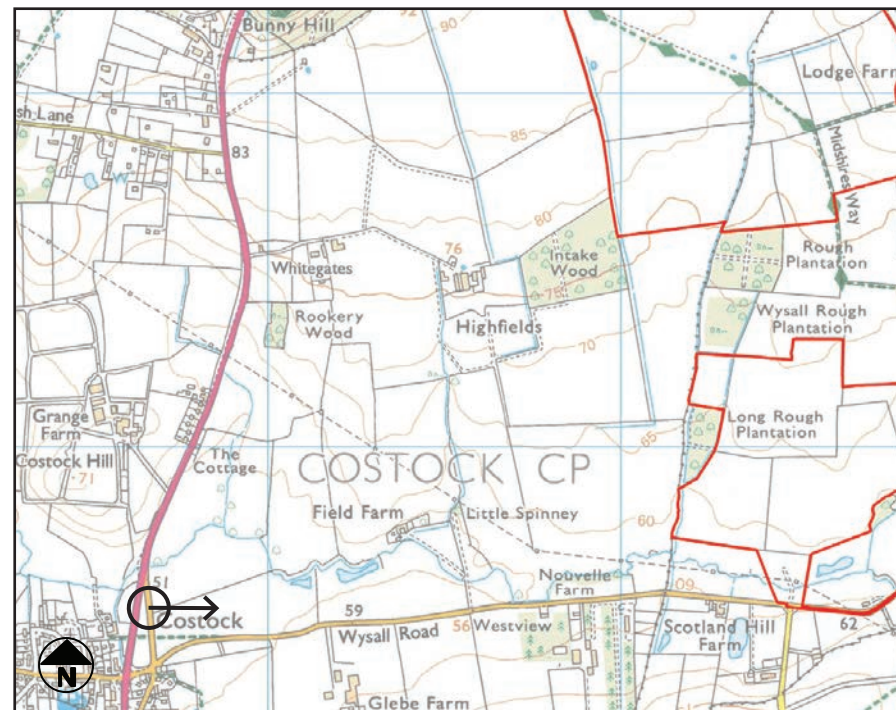 92
90
Bunny Hill
Lodge Farm
85
sh Lane
83
Midshires Way
80
76
Whitegates
Intake
Wood
Rough
Plantation
75
Rookery
Wood
Highfields
Wysall Rough
Plantation
70
Grange
Farm
Long Rough
Plantation
65
The
Cottage
Costock Hill
71
COSTOCK CP
Field Farm
Little Spinney
60
51
Nouvelle
Farm
60
Costock
59
Wysall Road
56
Westview
Scotland Hill
Farm
62
N
Glebe Farm